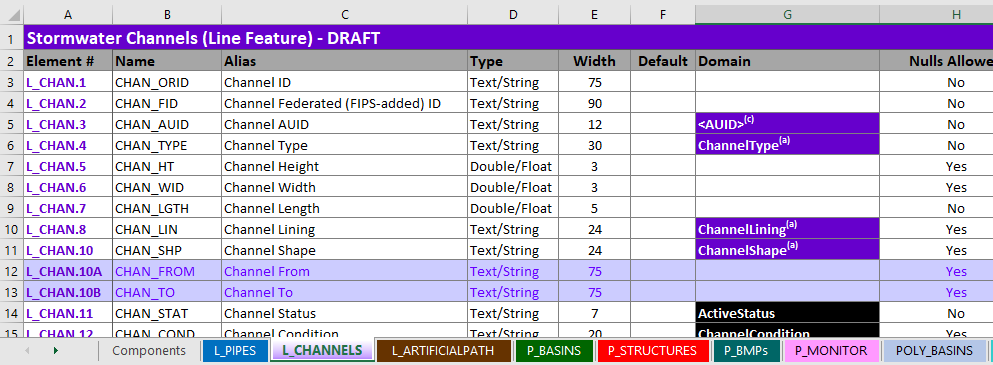 A B C D E F G H
1 Stormwater Channels (Line Feature) - DRAFT
2 Element # Name Alias Type Width Default Domain Nulls Allowe
3 L_CHAN.1 CHAN_ORID Channel ID Text/String 75 No
4 L_CHAN.2 CHAN_FID Channel Federated (FIPS-added) ID Text/String 90 No
5 L_CHAN.3 CHAN_AUID Channel AUID Text/String 12 <AUID>(c) No
6 L_CHAN.4 CHAN_TYPE Channel Type Text/String 30 ChannelType(a) No
7 L_CHAN.5 CHAN_HT Channel Height Double/Float 3 Yes
8 L_CHAN.6 CHAN_WID Channel Width Double/Float 3 Yes
9 L_CHAN.7 CHAN_LGTH Channel Length Double/Float 5 No
10 L_CHAN.8 CHAN_LIN Channel Lining Text/String 24 ChannelLining(a) Yes
11 L_CHAN.10 CHAN_SHP Channel Shape Text/String 24 ChannelShape(a) Yes
12 L_CHAN.10A CHAN_FROM Channel From Text/String 75 Yes
13 L_CHAN.10B CHAN_TO Channel To Text/String 75 Yes
14 L_CHAN.11 CHAN_STAT Channel Status Text/String 7 ActiveStatus No
15 L_CHAN.12 CHAN_COND Channel Condition Text/String 20 ChannelCondition Yes
Components L_PIPES L_CHANNELS L_ARTIFICIALPATH P_BASINS P_STRUCTURES P_BMPs P_MONITOR POLY_BASINS